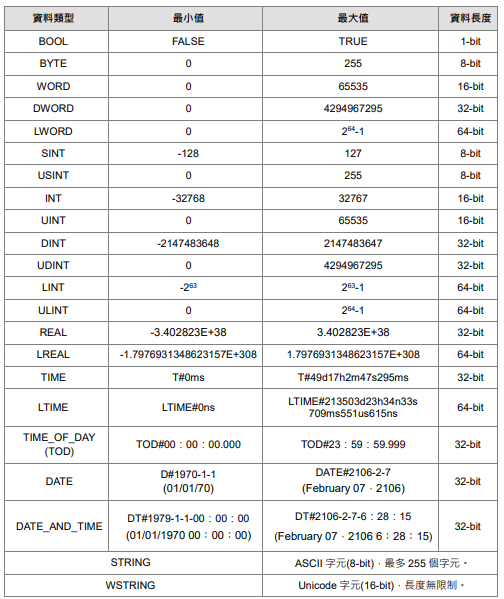 資料類型 最小值 最大值 資料長度
BOOL FALSE TRUE 1-bit
BYTE 0 255 8-bit
WORD 0 65535 16-bit
DWORD 0 4294967295 32-bit
LWORD 0 2⁶⁴-1 64-bit
SINT -128 127 8-bit
USINT 0 255 8-bit
INT -32768 32767 16-bit
UINT 0 65535 16-bit
DINT -2147483648 2147483647 32-bit
UDINT 0 4294967295 32-bit
LINT -2⁶³ 2⁶³-1 64-bit
ULINT 0 2⁶⁴-1 64-bit
REAL -3.402823E+38 3.402823E+38 32-bit
LREAL -1.7976931348623157E+308 1.7976931348623157E+308 64-bit
TIME T#0ms T#49d17h2m47s295ms 32-bit
LTIME LTIME#0ns LTIME#213503d23h34n33s 64-bit
709ms551us615ns
TIME_OF_DAY TOD#00：00：00.000 TOD#23：59：59.999 32-bit
(TOD)
DATE D#1970-1-1 DATE#2106-2-7 32-bit
(01/01/70) (February 07，2106)
DATE_AND_TIME DT#1979-1-1-00：00：00 DT#2106-2-7-6：28：15 32-bit
(01/01/1970 00：00：00) (February 07，2106 6：28：15)
STRING ASCII 字元(8-bit)，最多 255 個字元。
WSTRING Unicode 字元(16-bit)，長度無限制。